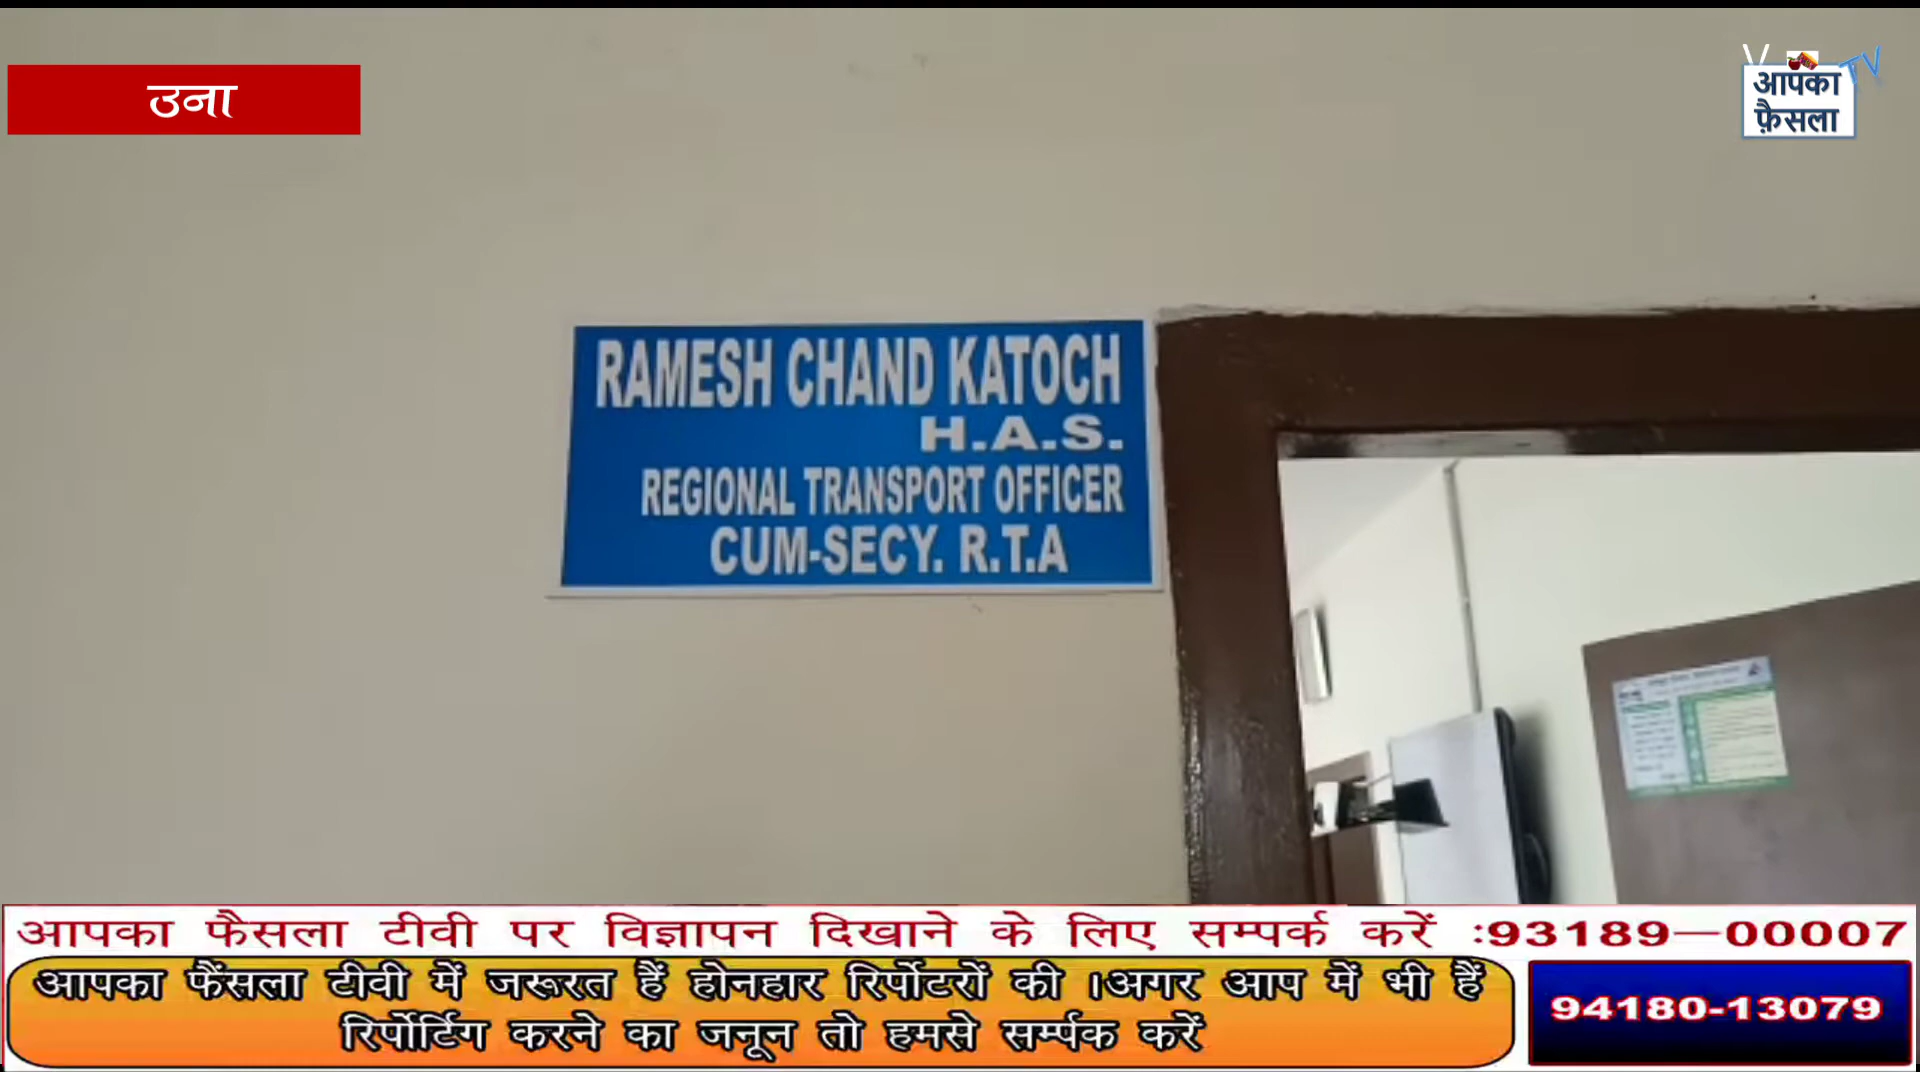 उना
आपका
फ़ैसला
RAMESH CHAND KATOCH
H.A.S.
REGIONAL TRANSPORT OFFICER
CUM-SECY. R.T.A
आपका फैसला टीवी पर विज्ञापन दिखाने के लिए सम्पर्क करें :93189-00007
आपका फैंसला टीवी में जरूरत हैं होनहार रिर्पोटरों की ।अगर आप में भी हैं
रिर्पोर्टिग करने का जनून तो हमसे सर्म्पक करें
94180-13079